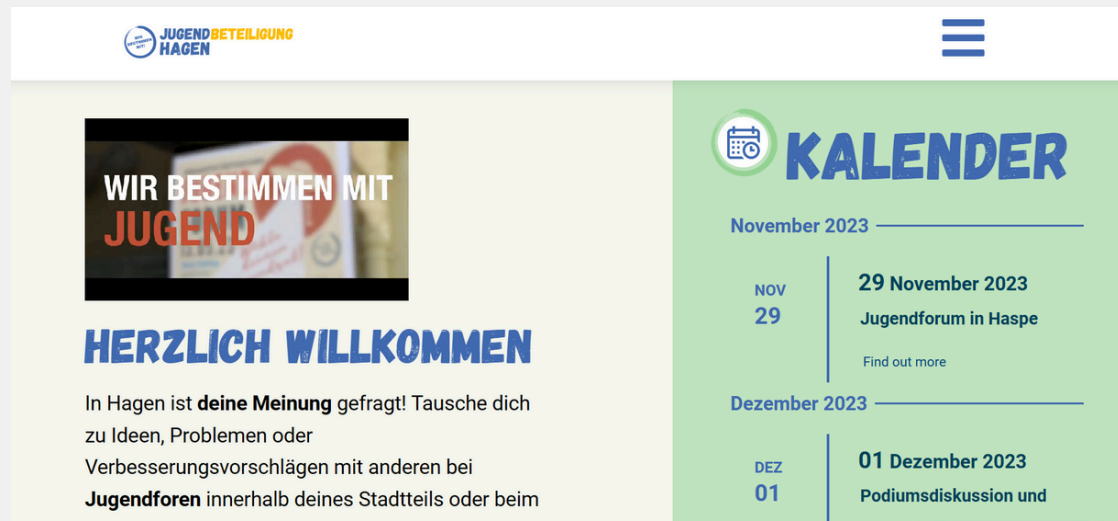 JUGENDBETEILIGUNG
HAGEN
WIR BESTIMMEN MIT
JUGEND
HERZLICH WILLKOMMEN
In Hagen ist deine Meinung gefragt! Tausche dich
zu Ideen, Problemen oder
Verbesserungsvorschlägen mit anderen bei
Jugendforen innerhalb deines Stadtteils oder beim
KALENDER
November 2023
NOV
29
29 November 2023
Jugendforum in Haspe
Find out more
Dezember 2023
DEZ
01
01 Dezember 2023
Podiumsdiskussion und